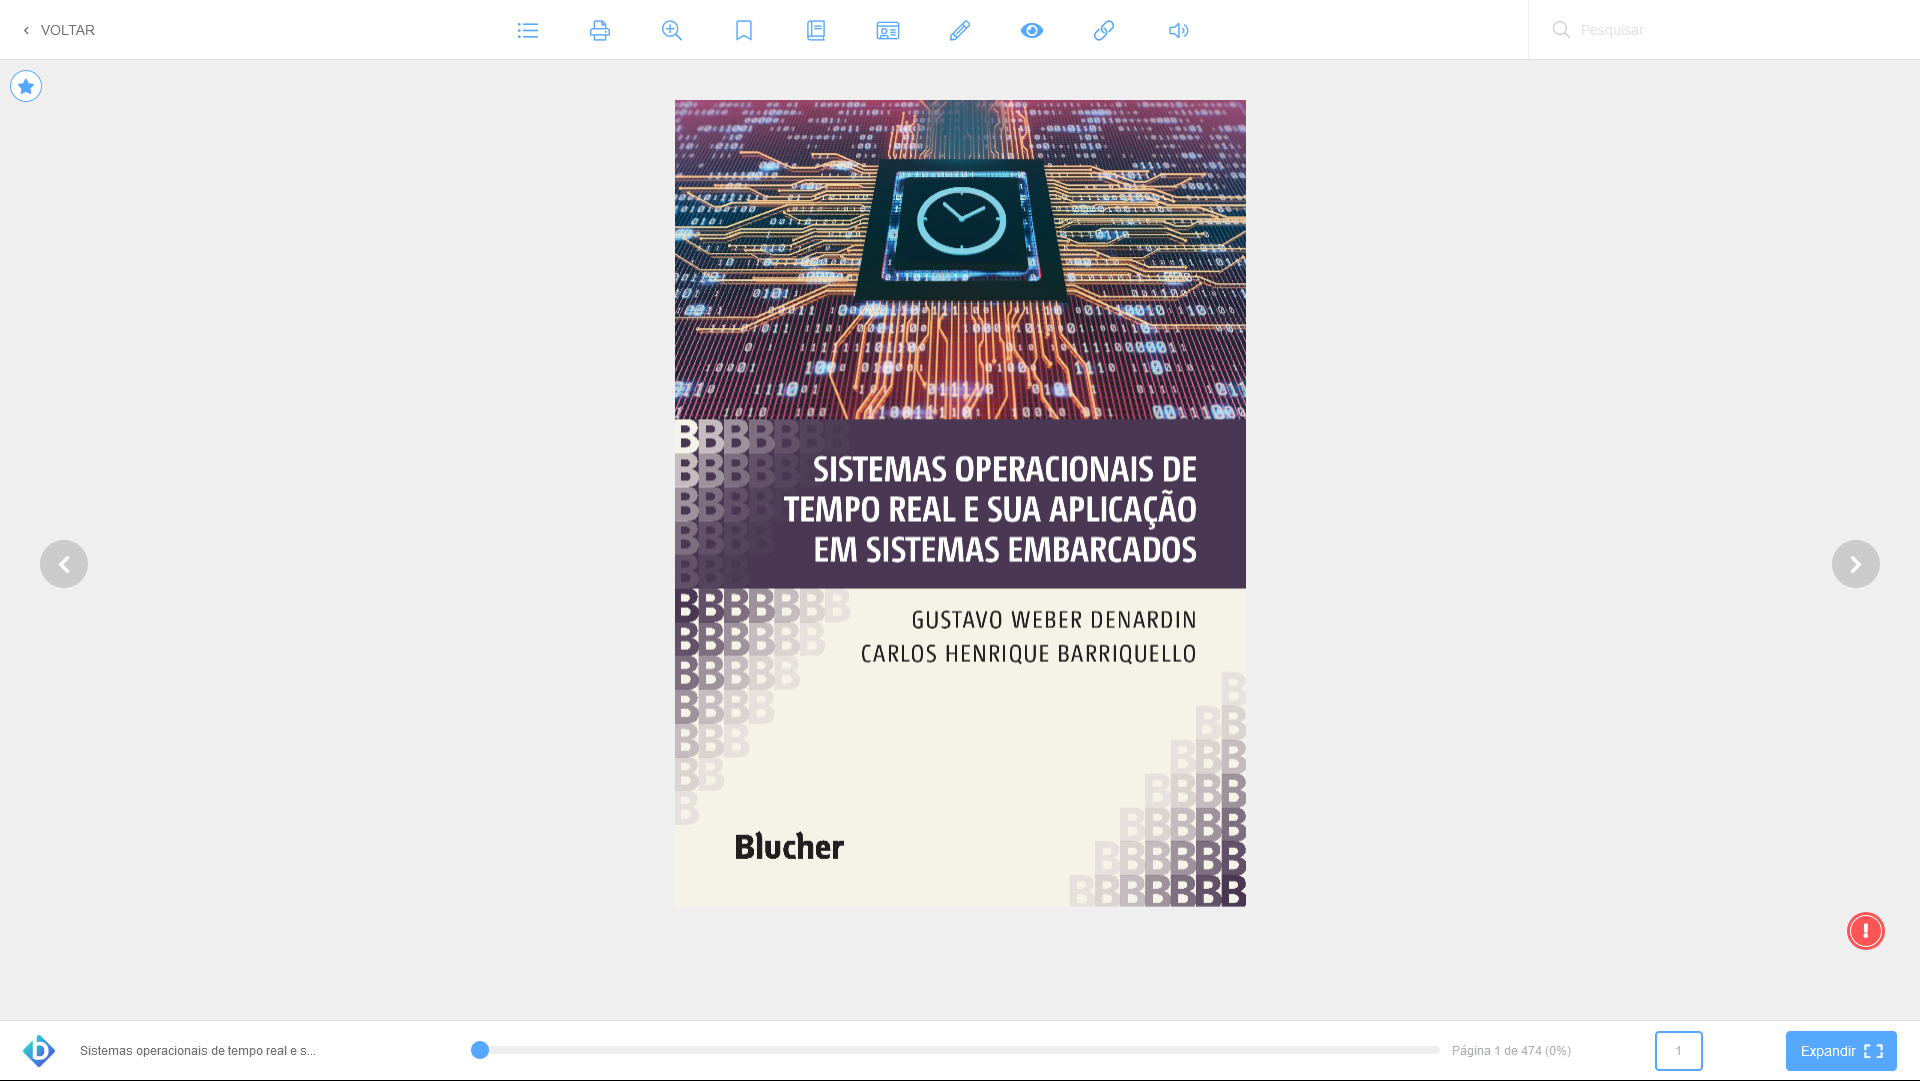 VOLTAR
Pesquisar
SISTEMAS OPERACIONAIS DE
TEMPO REAL E SUA APLICAÇÃO
EM SISTEMAS EMBARCADOS
GUSTAVO WEBER DENARDIN
CARLOS HENRIQUE BARRIQUELLO
Blucher
Sistemas operacionais de tempo real e s...
Página 1 de 474 (0%)
1
Expandir